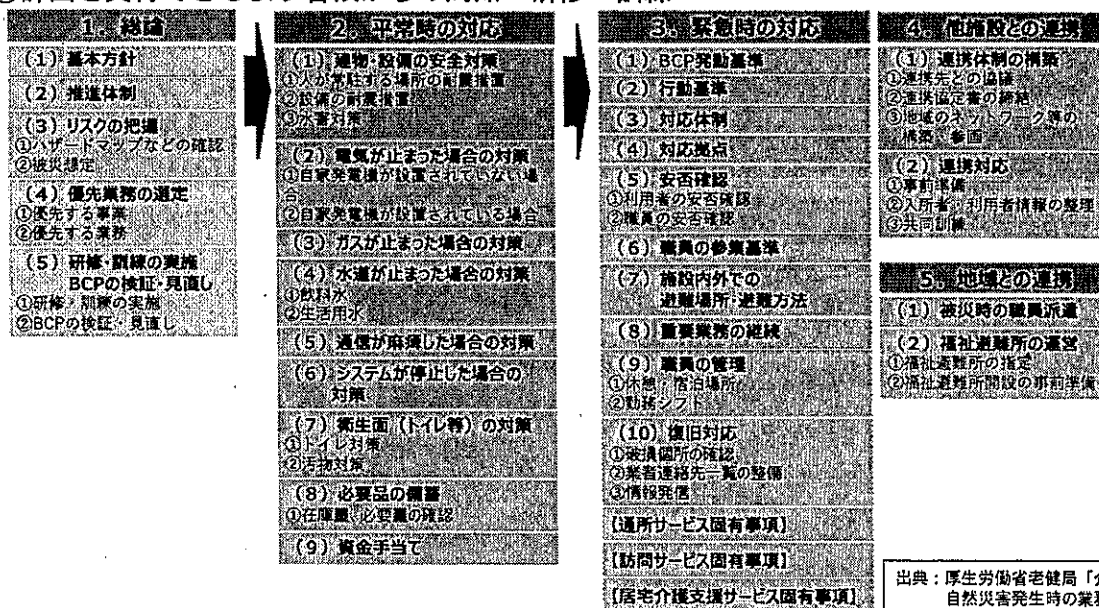 1. 総論
(1) 基本方針
(2) 推進体制
(3) リスクの把握
①ハザードマップなどの確認
②被災想定
(4) 優先業務の選定
①優先する事業
②優先する業務
(5) 研修・訓練の実施
BCPの検証・見直し
①研修・訓練の実施
②BCPの検証・見直し
2. 平常時の対応
(1) 建物・設備の安全対策
①人が常駐する場所の耐震措置
②設備の耐震措置
③水害対策
(2) 電気が止まった場合の対策
①自家発電機が設置されていない場
合
②自家発電機が設置されている場合
(3) ガスが止まった場合の対策
(4) 水道が止まった場合の対策
①飲料水
②生活用水
(5) 通信が麻痺した場合の対策
(6) システムが停止した場合の
対策
(7) 衛生面(トイレ等)の対策
①トイレ対策
②汚物対策
(8) 必要品の備蓄
①在庫量、必要量の確認
(9) 資金手当て
3. 緊急時の対応
(1) BCP発動基準
(2) 行動基準
(3) 対応体制
(4) 対応拠点
(5) 安否確認
①利用者の安否確認
②職員の安否確認
(6) 職員の参集基準
(7) 施設内外での
避難場所・避難方法
(8) 重要業務の継続
(9) 職員の管理
①休憩・宿泊場所
②勤務シフト
(10) 復旧対応
①破損個所の確認
②業者連絡先一覧の整備
③情報発信
【通所サービス固有事項】
【訪問サービス固有事項】
【居宅介護支援サービス固有事項】
4. 他施設との連携
(1) 連携体制の構築
①連携先との協議
②連携協定書の締結
③地域のネットワーク等の
構築・参画
(2) 連携対応
①事前準備
②入所者・利用者情報の整理
③共同訓練
5. 地域との連携
(1) 被災時の職員派遣
(2) 福祉避難所の運営
①福祉避難所の指定
②福祉避難所開設の事前準備
出典:厚生労働省老健局「介
自然災害発生時の業務